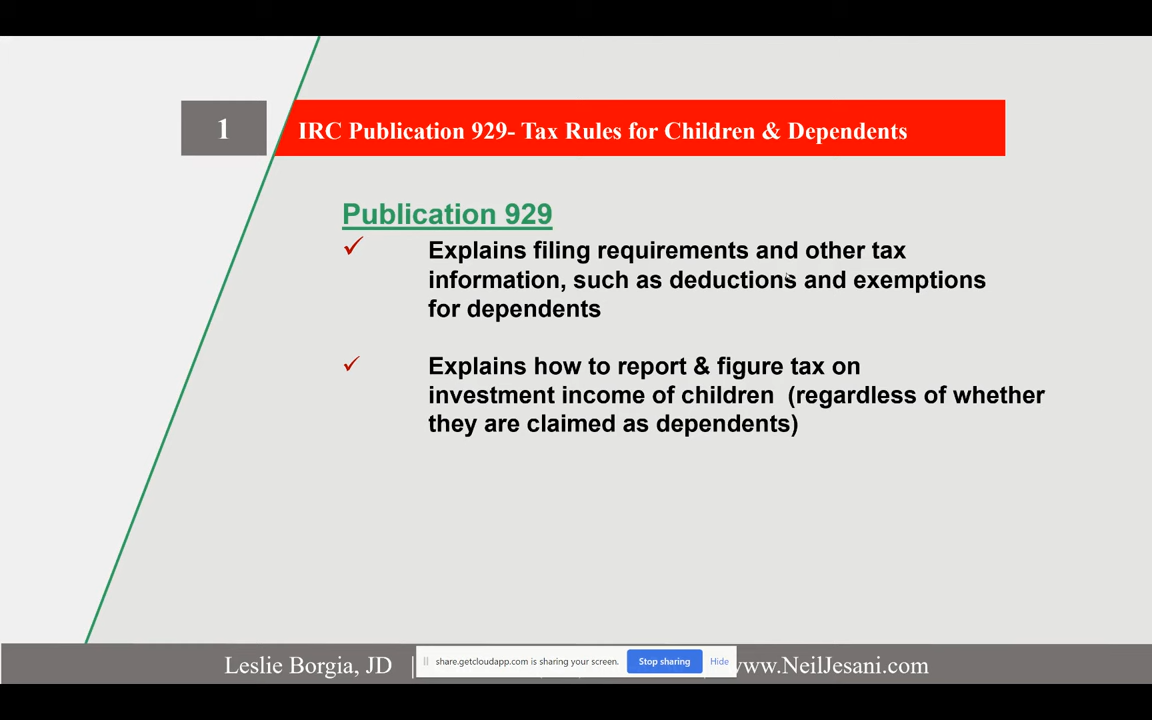 1
IRC Publication 929- Tax Rules for Children & Dependents
Publication 929
Explains filing requirements and other tax
information, such as deductions and exemptions
for dependents
Explains how to report & figure tax on
investment income of children (regardless of whether
they are claimed as dependents)
Leslie Borgia, JD |
share.getcloudapp.com is sharing your screen. Stop sharing Hide
www.NeilJesani.com